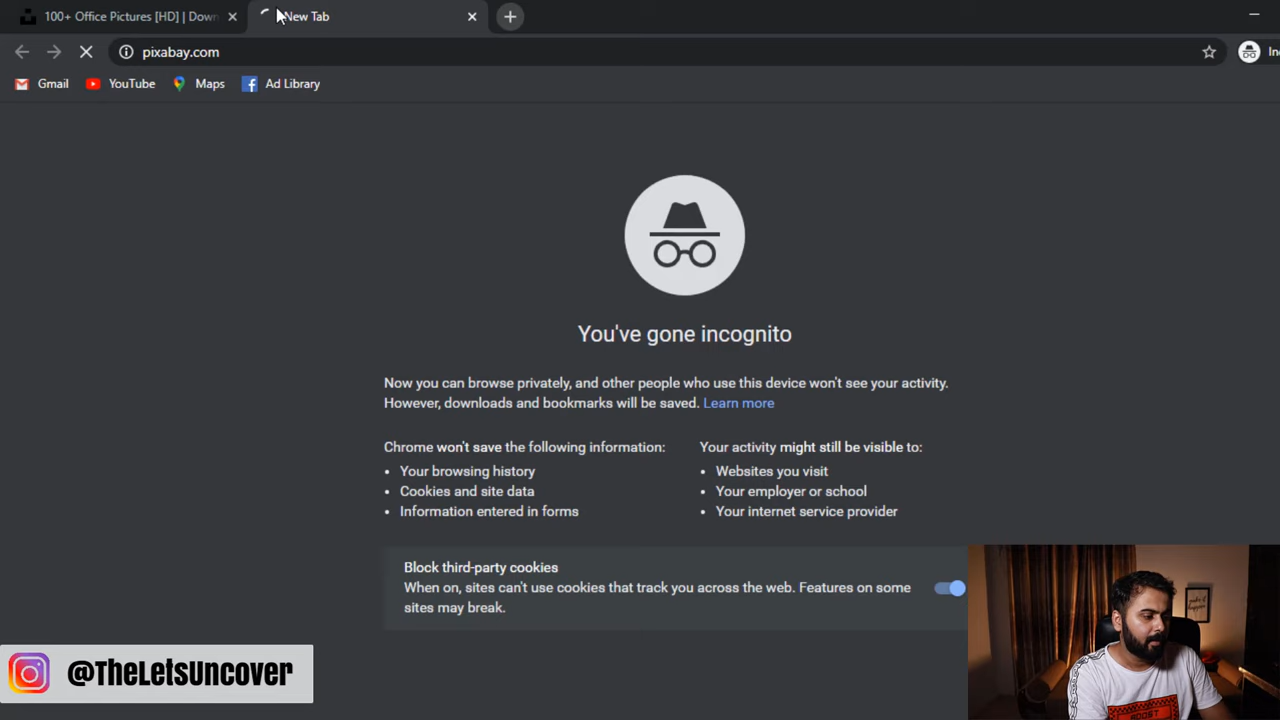 100+ Office Pictures [HD] | Down
New Tab
pixabay.com
Gmail
YouTube
Maps
Ad Library
You've gone incognito
Now you can browse privately, and other people who use this device won't see your activity.
However, downloads and bookmarks will be saved. Learn more
Chrome won't save the following information:
• Your browsing history
• Cookies and site data
• Information entered in forms
Your activity might still be visible to:
• Websites you visit
• Your employer or school
• Your internet service provider
Block third-party cookies
When on, sites can't use cookies that track you across the web. Features on some
sites may break.
@TheLetsUncover
BOOST